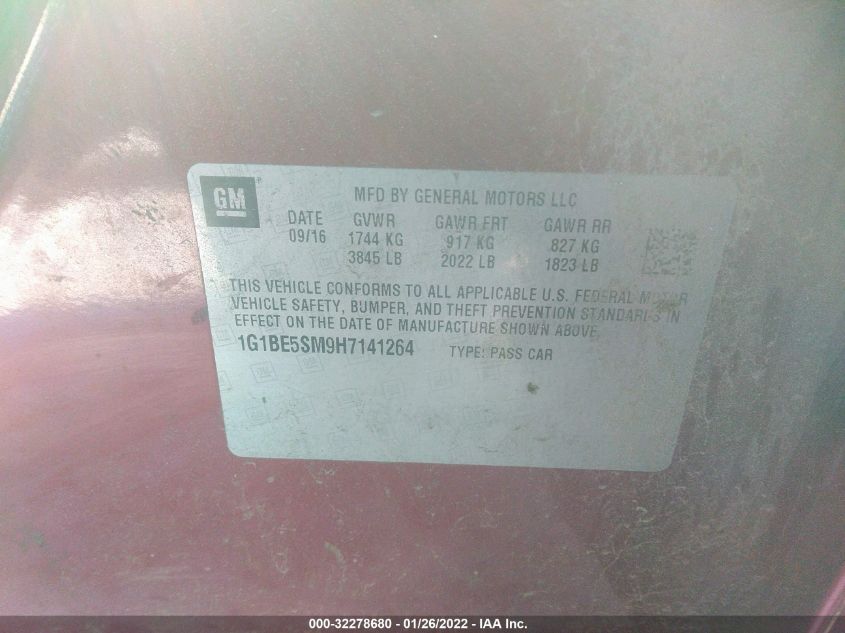 GM
MFD BY GENERAL MOTORS LLC
DATE GVWR GAWR FRT GAWR RR
09/16 1744 KG 917 KG 827 KG
3845 LB 2022 LB 1823 LB
THIS VEHICLE CONFORMS TO ALL APPLICABLE U.S. FEDERAL MOTOR
VEHICLE SAFETY, BUMPER, AND THEFT PREVENTION STANDARDS IN
EFFECT ON THE DATE OF MANUFACTURE SHOWN ABOVE.
1G1BE5SM9H7141264 TYPE: PASS CAR
000-32278680 - 01/26/2022 - IAA Inc.